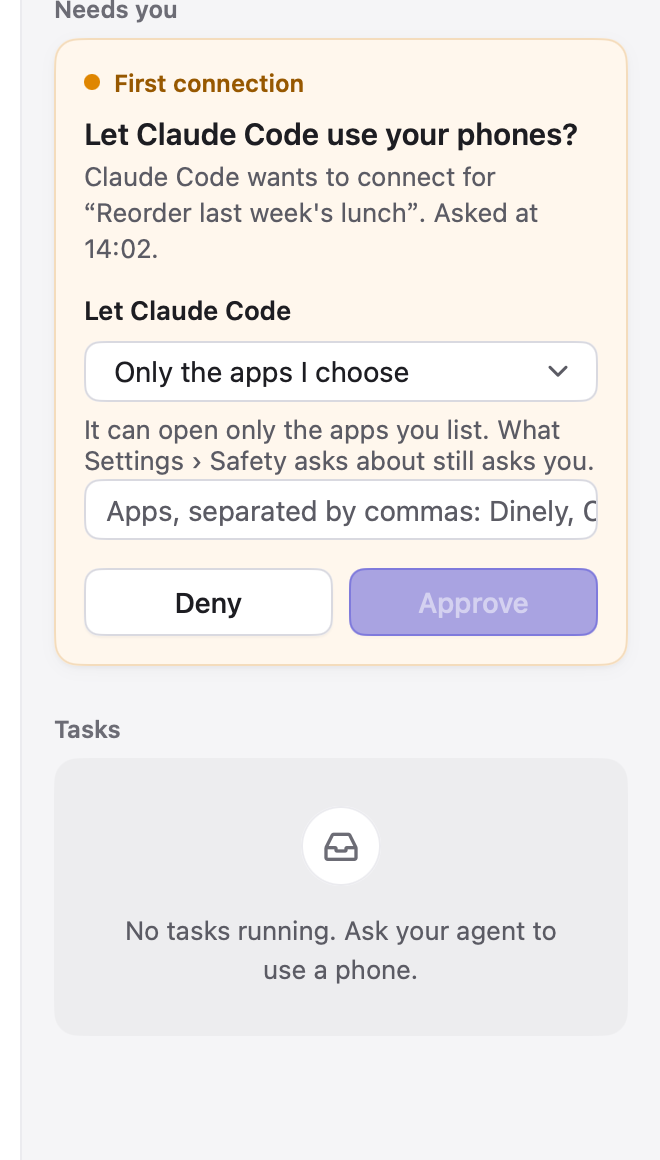 Needs you
First connection
Let Claude Code use your phones?
Claude Code wants to connect for
“Reorder last week's lunch”. Asked at
14:02.
Let Claude Code
Only the apps I choose
It can open only the apps you list. What
Settings › Safety asks about still asks you.
Apps, separated by commas: Dinely,
Deny
Approve
Tasks
No tasks running. Ask your agent to
use a phone.